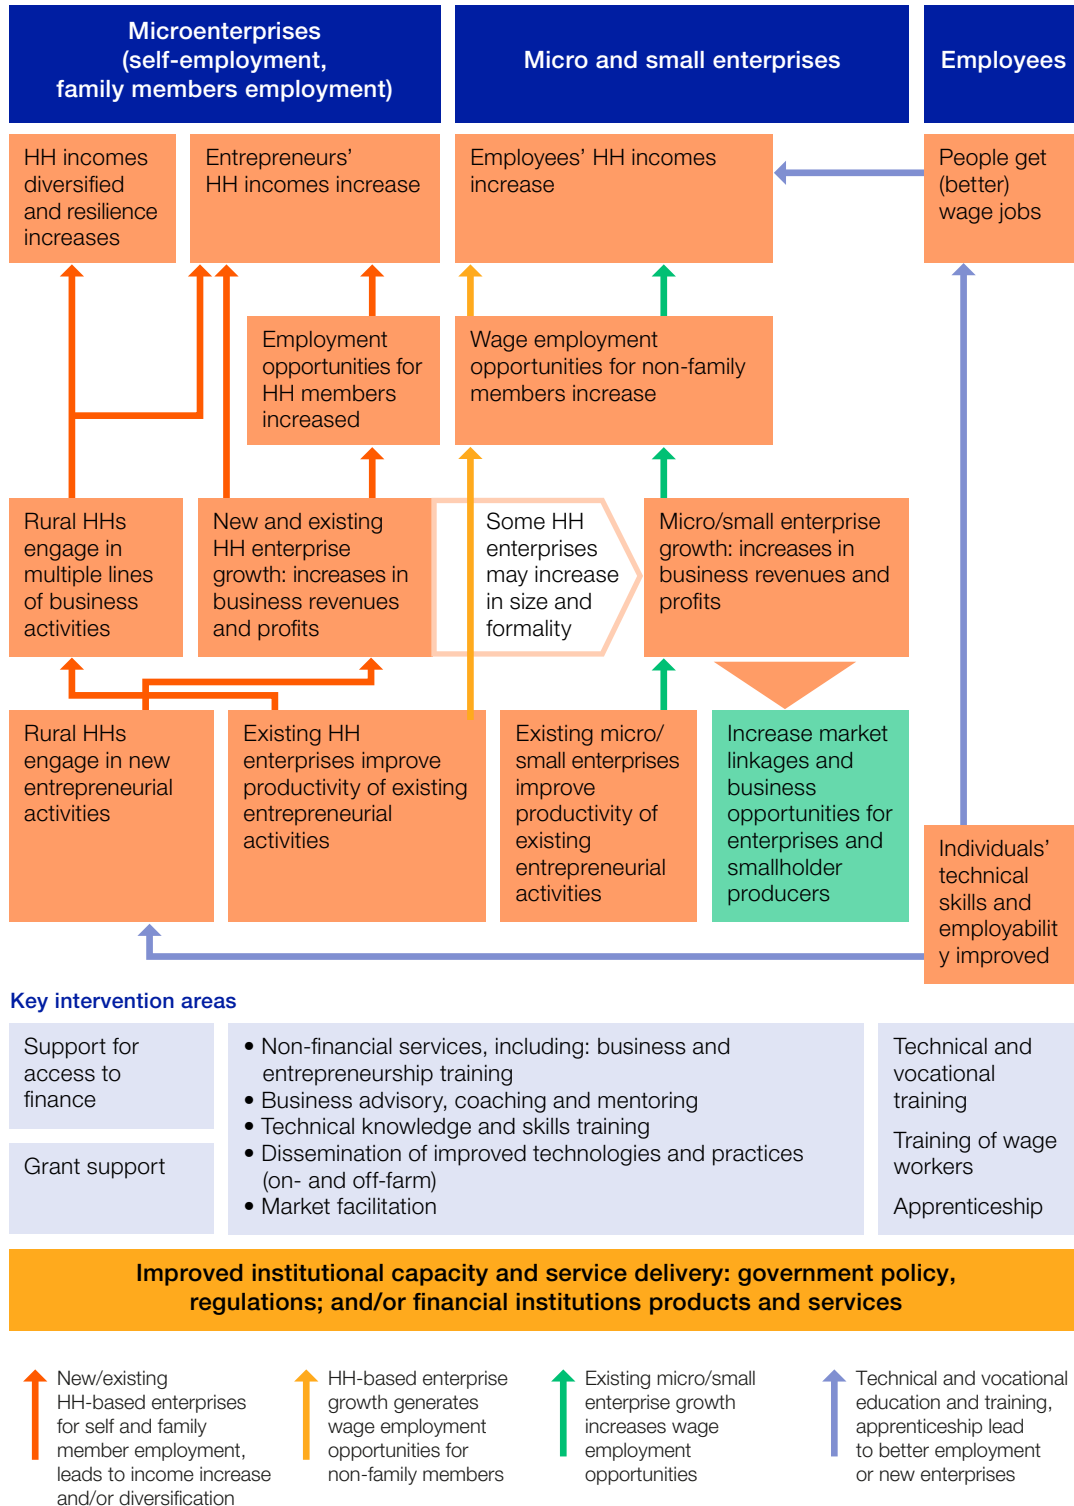 Microenterprises
(self-employment,
family members employment)
Micro and small enterprises
Employees
HH incomes
diversified
and resilience
increases
Entrepreneurs’
HH incomes increase
Employees’ HH incomes
increase
People get
(better)
wage jobs
Employment
opportunities for
HH members
increased
Wage employment
opportunities for non-family
members increase
Rural HHs
engage in
multiple lines
of business
activities
New and existing
HH enterprise
growth: increases in
business revenues
and profits
Some HH
enterprises
may increase
in size and
formality
Micro/small enterprise
growth: increases in
business revenues and
profits
Rural HHs
engage in new
entrepreneurial
activities
Existing HH
enterprises improve
productivity of existing
entrepreneurial
activities
Existing micro/
small enterprises
improve
productivity of
existing
entrepreneurial
activities
Increase market
linkages and
business
opportunities for
enterprises and
smallholder
producers
Individuals’
technical
skills and
employabilit
y improved
Key intervention areas
Support for
access to
finance
Grant support
• Non-financial services, including: business and
entrepreneurship training
• Business advisory, coaching and mentoring
• Technical knowledge and skills training
• Dissemination of improved technologies and practices
(on- and off-farm)
• Market facilitation
Technical and
vocational
training
Training of wage
workers
Apprenticeship
Improved institutional capacity and service delivery: government policy,
regulations; and/or financial institutions products and services
New/existing
HH-based enterprises
for self and family
member employment,
leads to income increase
and/or diversification
HH-based enterprise
growth generates
wage employment
opportunities for
non-family members
Existing micro/small
enterprise growth
increases wage
employment
opportunities
Technical and vocational
education and training,
apprenticeship lead
to better employment
or new enterprises